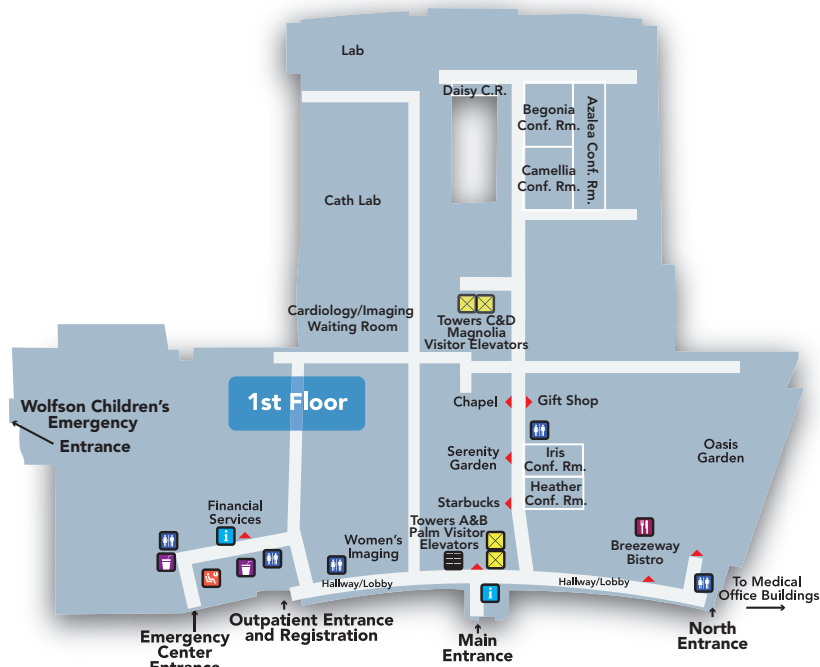 Lab
Daisy C.R.
Begonia
Conf. Rm.
Azalea Conf. Rm.
Camellia
Conf. Rm.
Cath Lab
Cardiology/Imaging
Waiting Room
Towers C&D
Magnolia
Visitor Elevators
1st Floor
Wolfson Children's
Emergency
Entrance
Chapel
Gift Shop
Serenity
Garden
Iris
Conf. Rm.
Heather
Conf. Rm.
Oasis
Garden
Starbucks
Financial
Services
i
Women's
Imaging
Towers A&B
Palm Visitor
Elevators
Breezeway
Bistro
Hallway/Lobby
Hallway/Lobby
i
To Medical
Office Buildings
Outpatient Entrance
and Registration
Emergency
Center
Entrance
Main
Entrance
North
Entrance